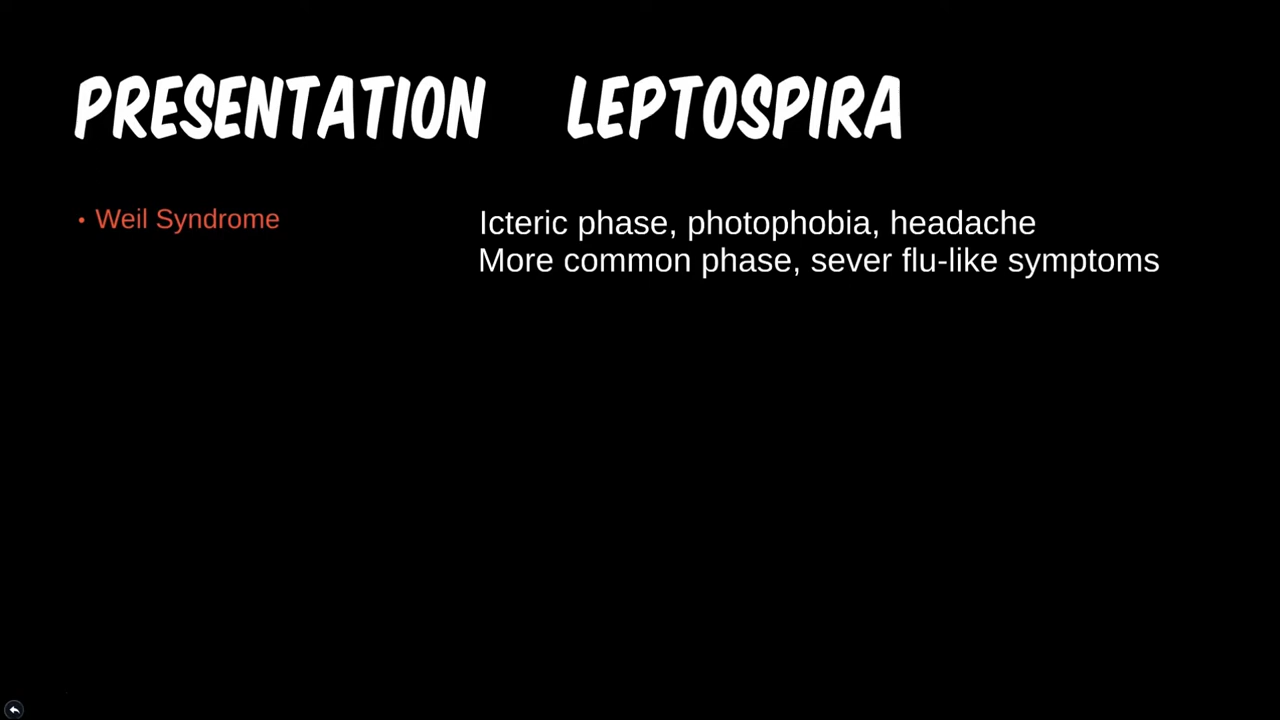 PRESENTATION LEPTOSPIRA
• Weil Syndrome
Icteric phase, photophobia, headache
More common phase, sever flu-like symptoms